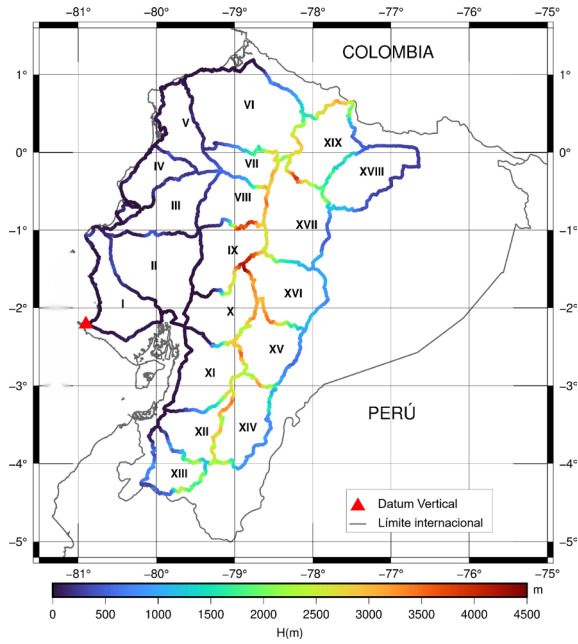 −81° −80° −79° −78° −77° −76° −75°
COLOMBIA
1° 1°
VI
V
XIX
0° 0°
IV
VII
XVIII
VIII
III
XVII
−1° −1°
IX
II
XVI
I
X
−2° −2°
XV
XI
−3° −3°
PERÚ
XII
XIV
XIII
−4° −4°
Datum Vertical
Límite internacional
−5° −5°
−81° −80° −79° −78° −77° −76° −75°
m
0 500 1000 1500 2000 2500 3000 3500 4000 4500
H(m)